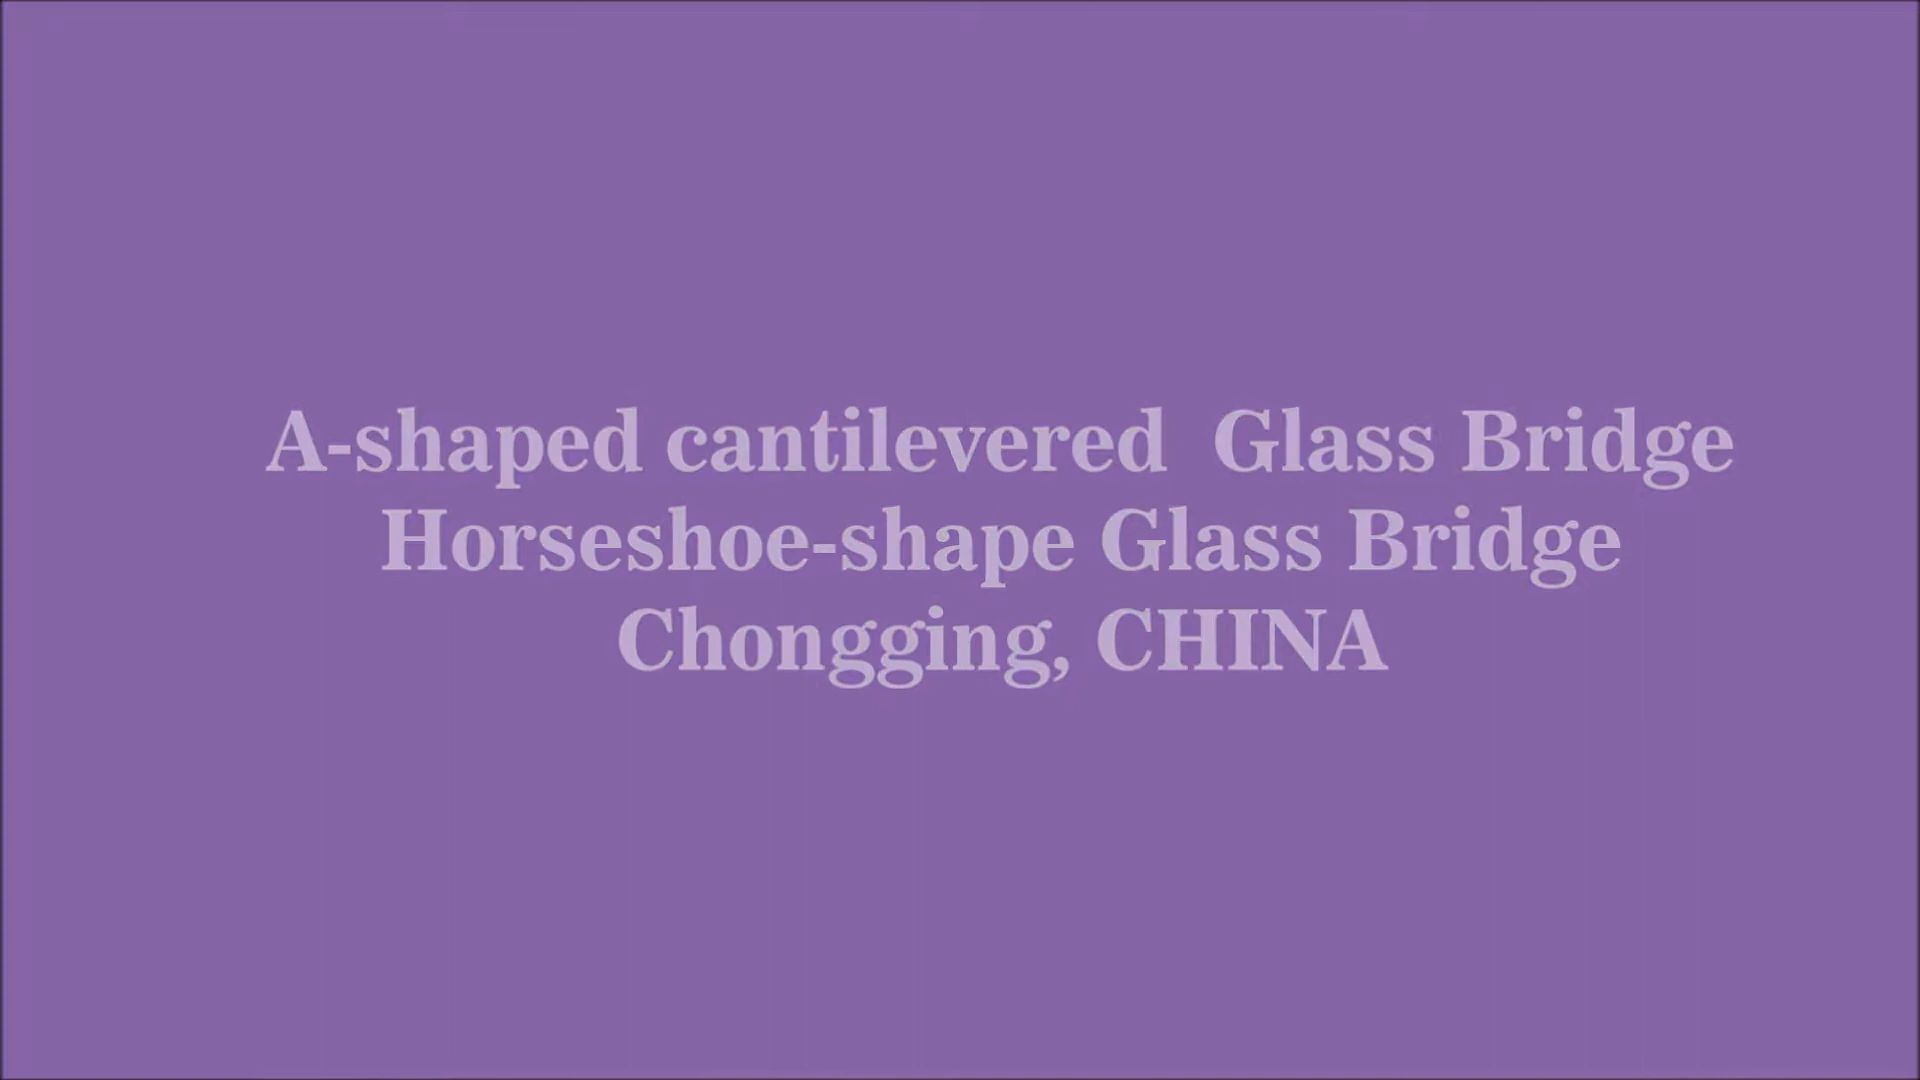 A-shaped cantilevered  Glass Bridge
Horseshoe-shape Glass Bridge
Chongging, CHINA